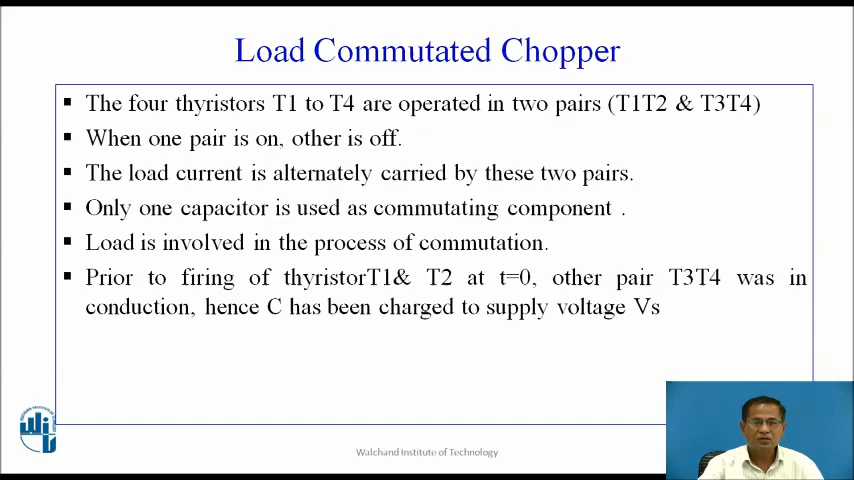 Load Commutated Chopper
▪ The four thyristors T1 to T4 are operated in two pairs (T1T2 & T3T4)
▪ When one pair is on, other is off.
▪ The load current is alternately carried by these two pairs.
▪ Only one capacitor is used as commutating component .
▪ Load is involved in the process of commutation.
▪ Prior to firing of thyristorT1& T2 at t=0, other pair T3T4 was in
conduction, hence C has been charged to supply voltage Vs
Walchand Institute of Technology